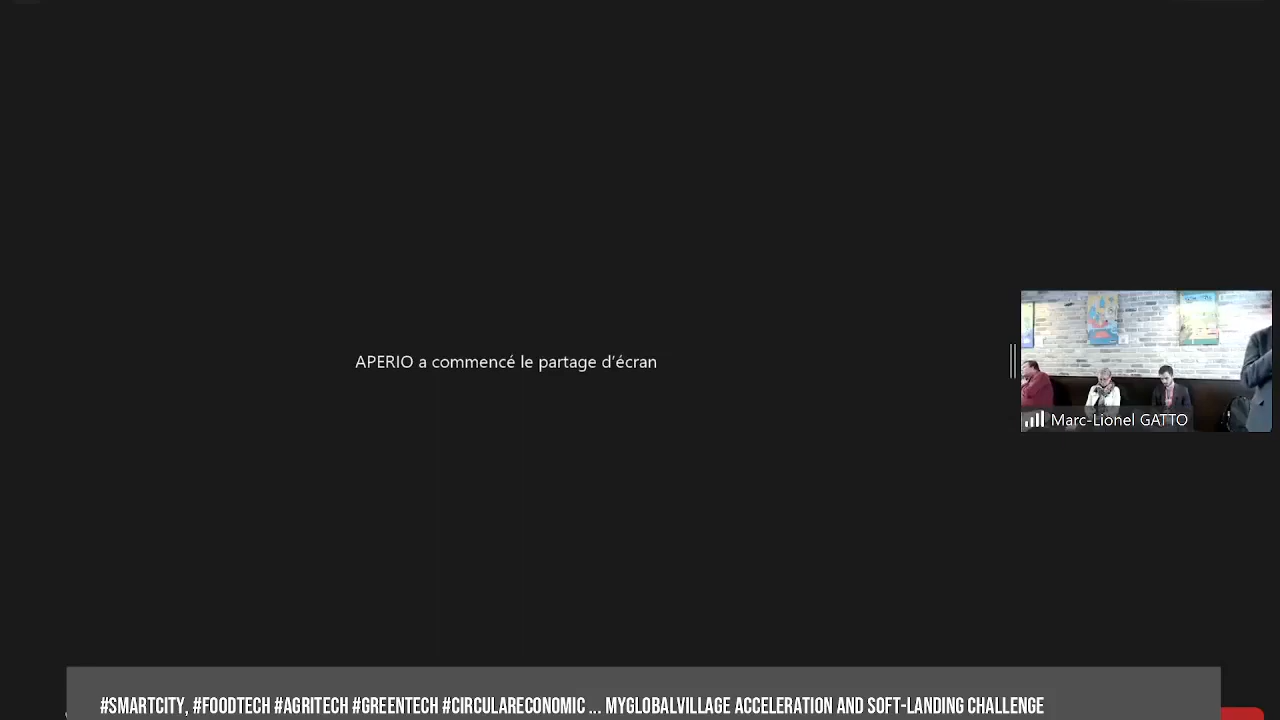 APERIO a commencé le partage d'écran
Marc-Lionel GATTO
#SMARTCITY, #FOODTECH #AGRITECH #GREENTECH #CIRCULARECONOMIC ... MYGLOBALVILLAGE ACCELERATION AND SOFT-LANDING CHALLENGE